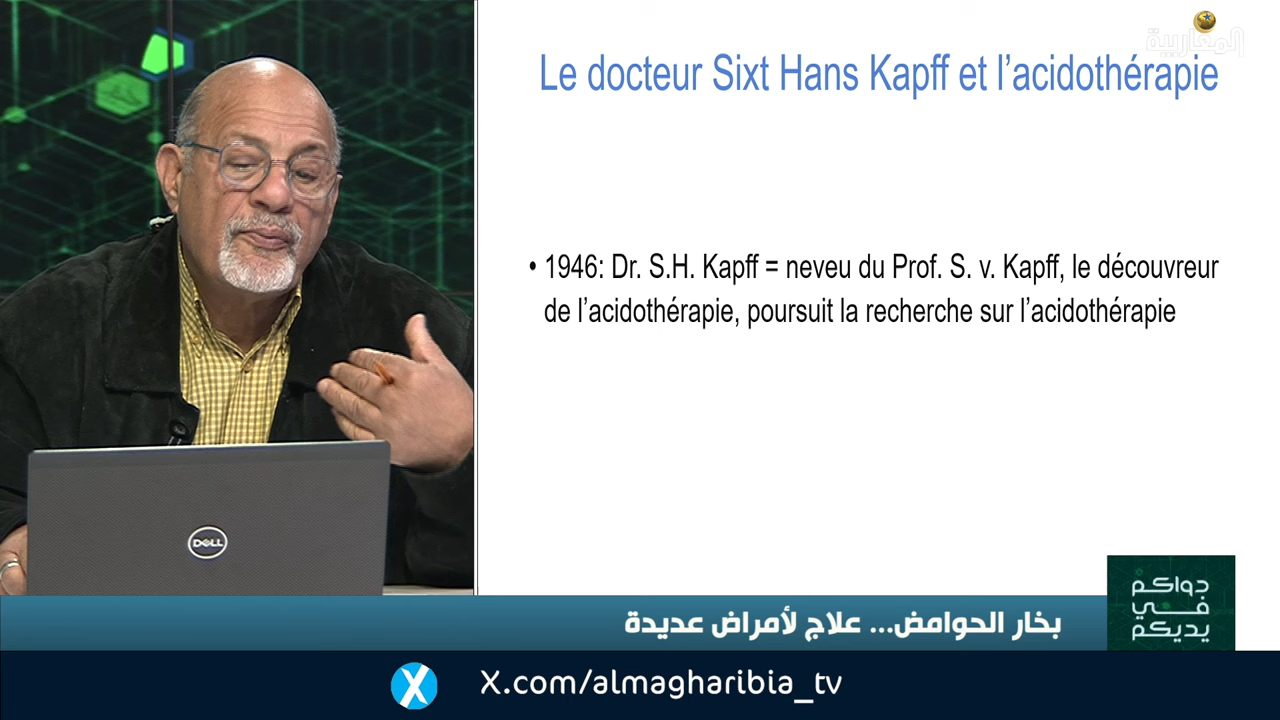 المغاربية
Le docteur Sixt Hans Kapff et l’acidothérapie
• 1946: Dr. S.H. Kapff = neveu du Prof. S. v. Kapff, le découvreur
de l’acidothérapie, poursuit la recherche sur l’acidothérapie
DELL
دواكم
في
يديكم
بخار الحوامض... علاج لأمراض عديدة
X
X.com/almagharibia_tv